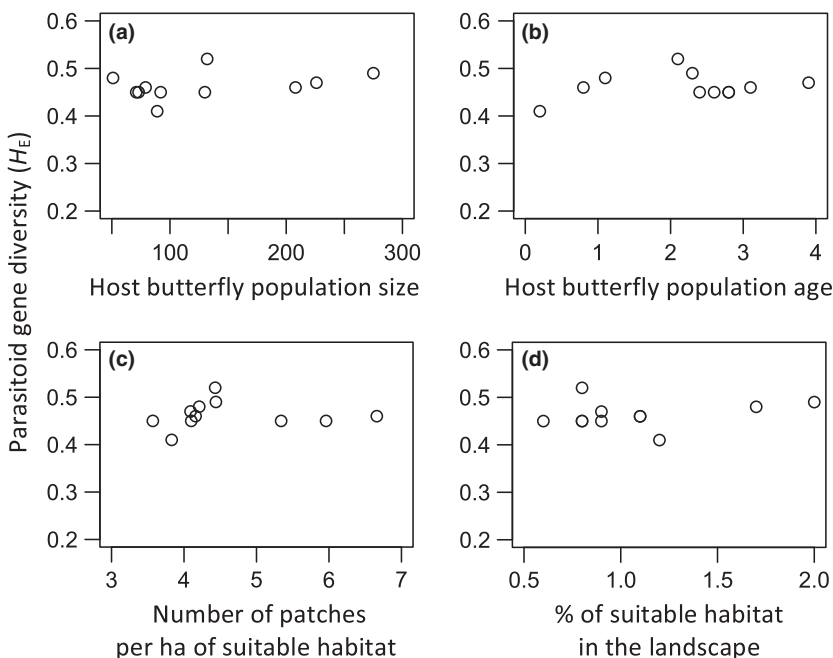 Parasitoid gene diversity (HE)
(a)
0.6
0.5
0.4
0.3
0.2
100 200 300
Host butterfly population size
(b)
0.6
0.5
0.4
0.3
0.2
0 1 2 3 4
Host butterfly population age
(c)
0.6
0.5
0.4
0.3
0.2
3 4 5 6 7
Number of patches
per ha of suitable habitat
(d)
0.6
0.5
0.4
0.3
0.2
0.5 1.0 1.5 2.0
% of suitable habitat
in the landscape